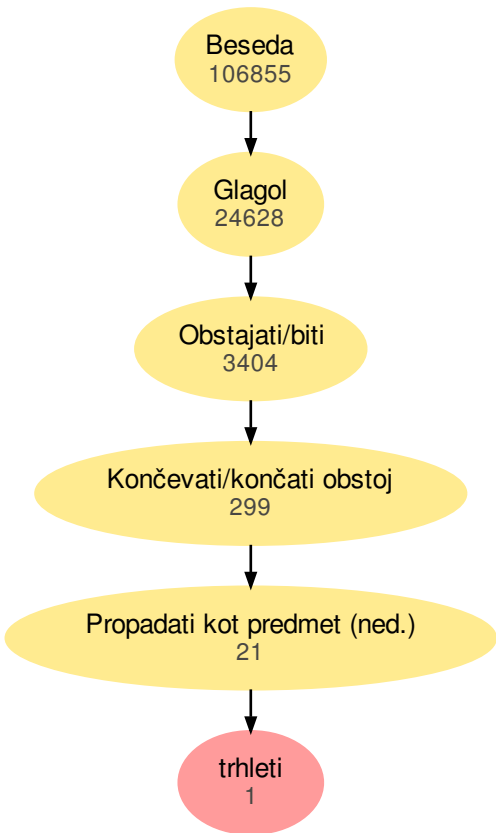 Beseda
106855
Glagol
24628
Obstajati/biti
3404
Končevati/končati obstoj
299
Propadati kot predmet (ned.)
21
trhleti
1